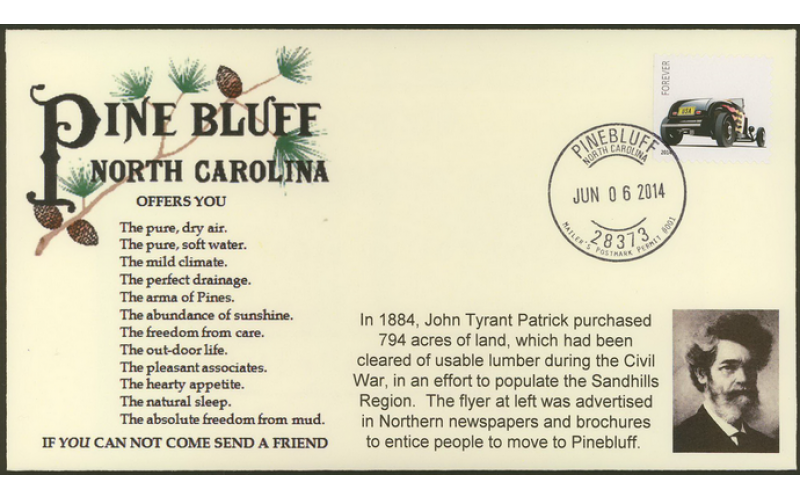 PINE BLUFF
NORTH CAROLINA
OFFERS YOU
The pure, dry air.
The pure, soft water.
The mild climate.
The perfect drainage.
The arma of Pines.
The abundance of sunshine.
The freedom from care.
The out-door life.
The pleasant associates.
The hearty appetite.
The natural sleep.
The absolute freedom from mud.
IF YOU CAN NOT COME SEND A FRIEND
FOREVER
USA
2014
PINEBLUFF
NORTH CAROLINA
JUN 06 2014
28373
MAILER'S POSTMARK PERMIT #001
In 1884, John Tyrant Patrick purchased
794 acres of land, which had been
cleared of usable lumber during the Civil
War, in an effort to populate the Sandhills
Region. The flyer at left was advertised
in Northern newspapers and brochures
to entice people to move to Pinebluff.